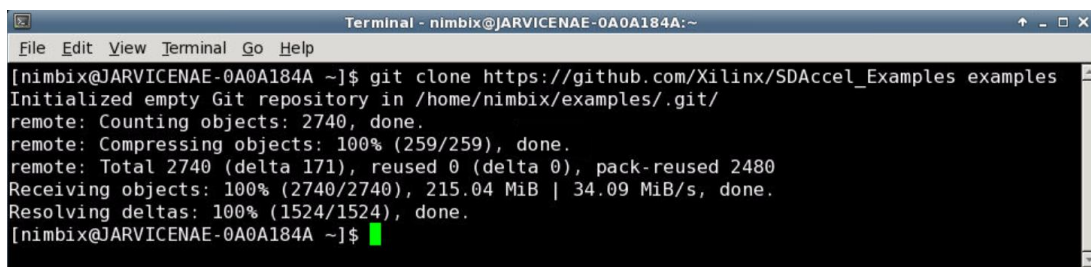 Terminal - nimbix@JARVICENAE-0A0A184A:~
File Edit View Terminal Go Help
[nimbix@JARVICENAE-0A0A184A ~]$ git clone https://github.com/Xilinx/SDAccel_Examples examples
Initialized empty Git repository in /home/nimbix/examples/.git/
remote: Counting objects: 2740, done.
remote: Compressing objects: 100% (259/259), done.
remote: Total 2740 (delta 171), reused 0 (delta 0), pack-reused 2480
Receiving objects: 100% (2740/2740), 215.04 MiB | 34.09 MiB/s, done.
Resolving deltas: 100% (1524/1524), done.
[nimbix@JARVICENAE-0A0A184A ~]$